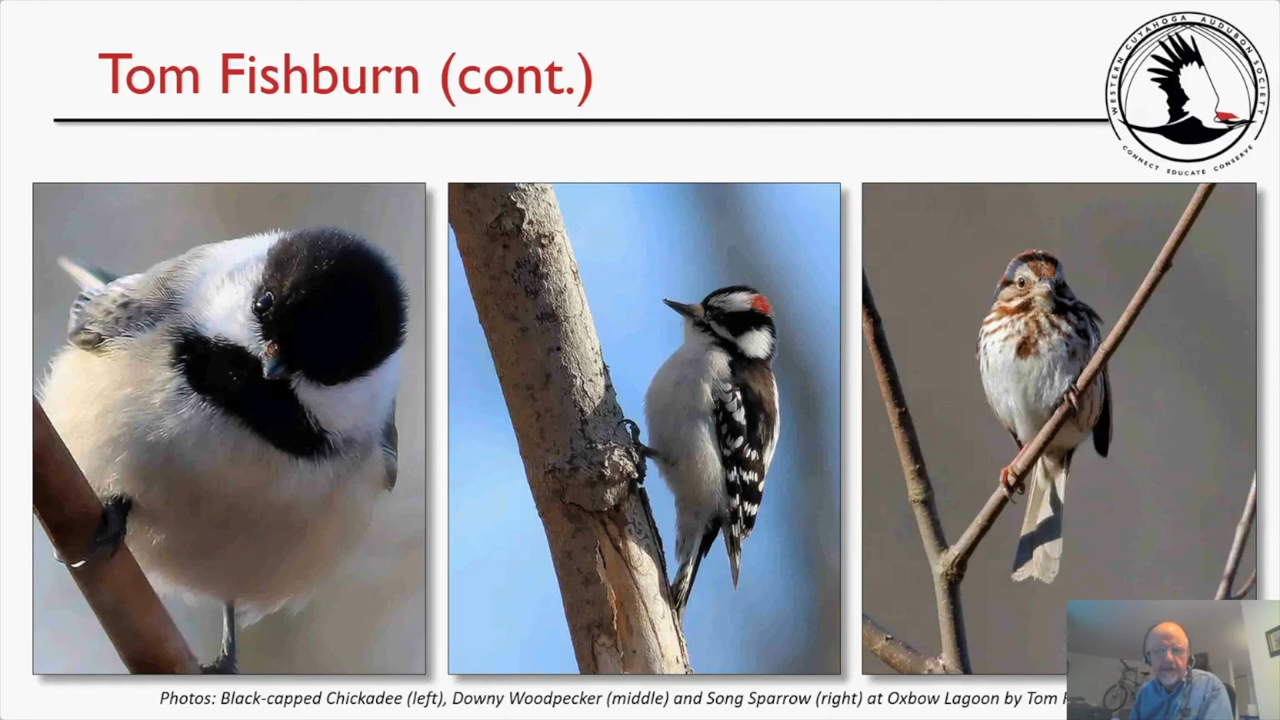 Tom Fishburn (cont.)
WESTERN CUYAHOGA AUDUBON SOCIETY
CONNECT EDUCATE CONSERVE
Photos: Black-capped Chickadee (left), Downy Woodpecker (middle) and Song Sparrow (right) at Oxbow Lagoon by Tom